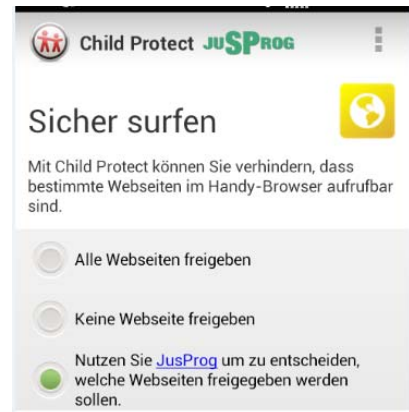 Child Protect JUSPROG
Sicher surfen
Mit Child Protect können Sie verhindern, dass
bestimmte Webseiten im Handy-Browser aufrufbar
sind.
Alle Webseiten freigeben
Keine Webseite freigeben
Nutzen Sie JusProg um zu entscheiden,
welche Webseiten freigegeben werden
sollen.